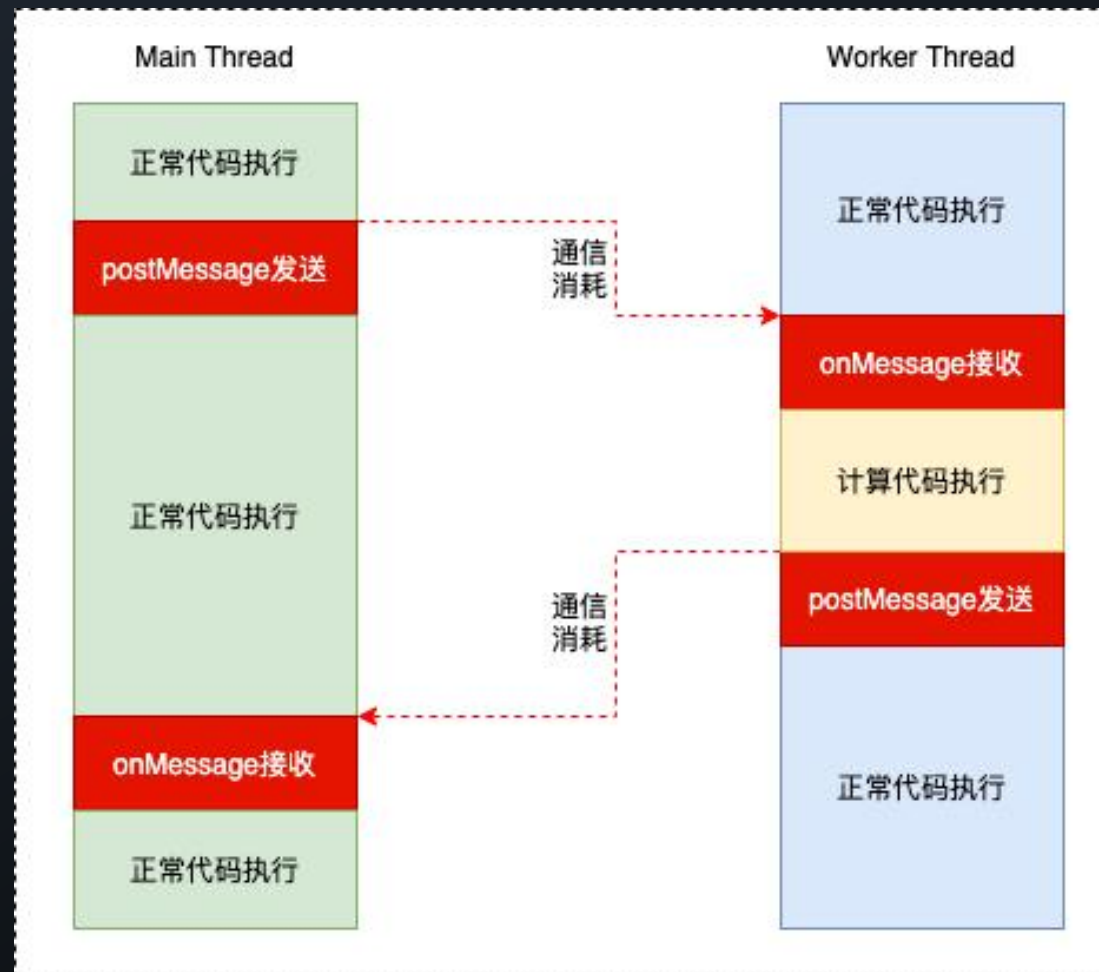 Main Thread
Worker Thread
正常代码执行
正常代码执行
postMessage发送
通信
消耗
onMessage接收
计算代码执行
正常代码执行
postMessage发送
通信
消耗
onMessage接收
正常代码执行
正常代码执行